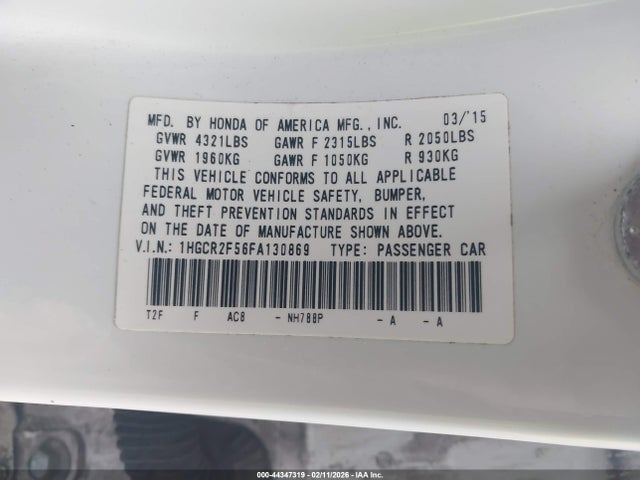 MFD. BY HONDA OF AMERICA MFG., INC. 03/'15
GVWR 4321LBS GAWR F 2315LBS R 2050LBS
GVWR 1960KG GAWR F 1050KG R 930KG
THIS VEHICLE CONFORMS TO ALL APPLICABLE
FEDERAL MOTOR VEHICLE SAFETY, BUMPER,
AND THEFT PREVENTION STANDARDS IN EFFECT
ON THE DATE OF MANUFACTURE SHOWN ABOVE.
V.I.N.: 1HGCR2F56FA130869 TYPE: PASSENGER CAR
T2F F AC8 - NH788P - A - A
000-44347319 - 02/11/2026 - IAA Inc.